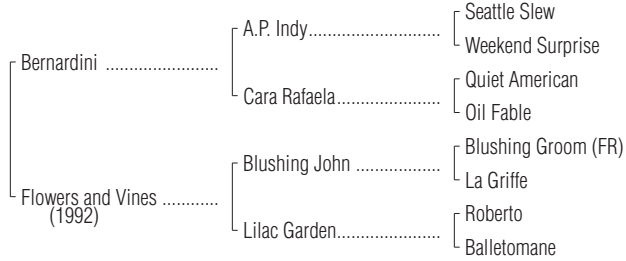 Seattle Slew
A.P. Indy
Weekend Surprise
Bernardini
Quiet American
Cara Rafaela
Oil Fable
Blushing Groom (FR)
Blushing John
La Griffe
Flowers and Vines
(1992)
Roberto
Lilac Garden
Balletomane